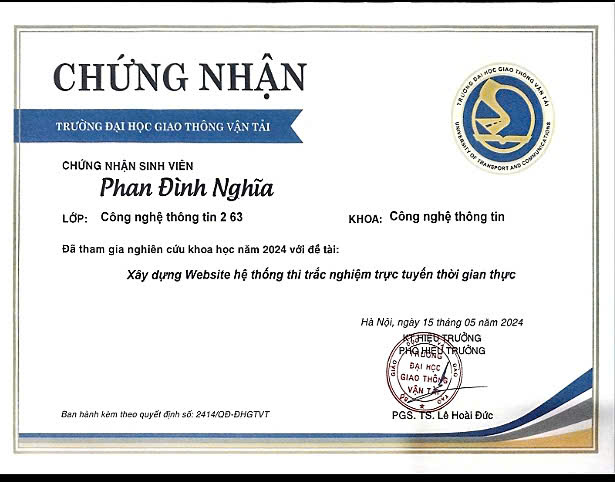 CHỨNG NHẬN
TRƯỜNG ĐẠI HỌC GIAO THÔNG VẬN TẢI
TRƯỜNG ĐẠI HỌC GIAO THÔNG VẬN TẢI
UNIVERSITY OF TRANSPORT AND COMMUNICATIONS
CHỨNG NHẬN SINH VIÊN
Phan Đình Nghĩa
LỚP: Công nghệ thông tin 2 63 KHOA: Công nghệ thông tin
Đã tham gia nghiên cứu khoa học năm 2024 với đề tài:
Xây dựng Website hệ thống thi trắc nghiệm trực tuyến thời gian thực
Hà Nội, ngày 15 tháng 05 năm 2024
KT.HIỆU TRƯỞNG
PHÓ HIỆU TRƯỞNG
TRƯỜNG
ĐẠI HỌC
GIAO THÔNG
VẬN TẢI
Ban hành kèm theo quyết định số: 2414/QĐ-ĐHGTVT
PGS. TS. Lê Hoài Đức